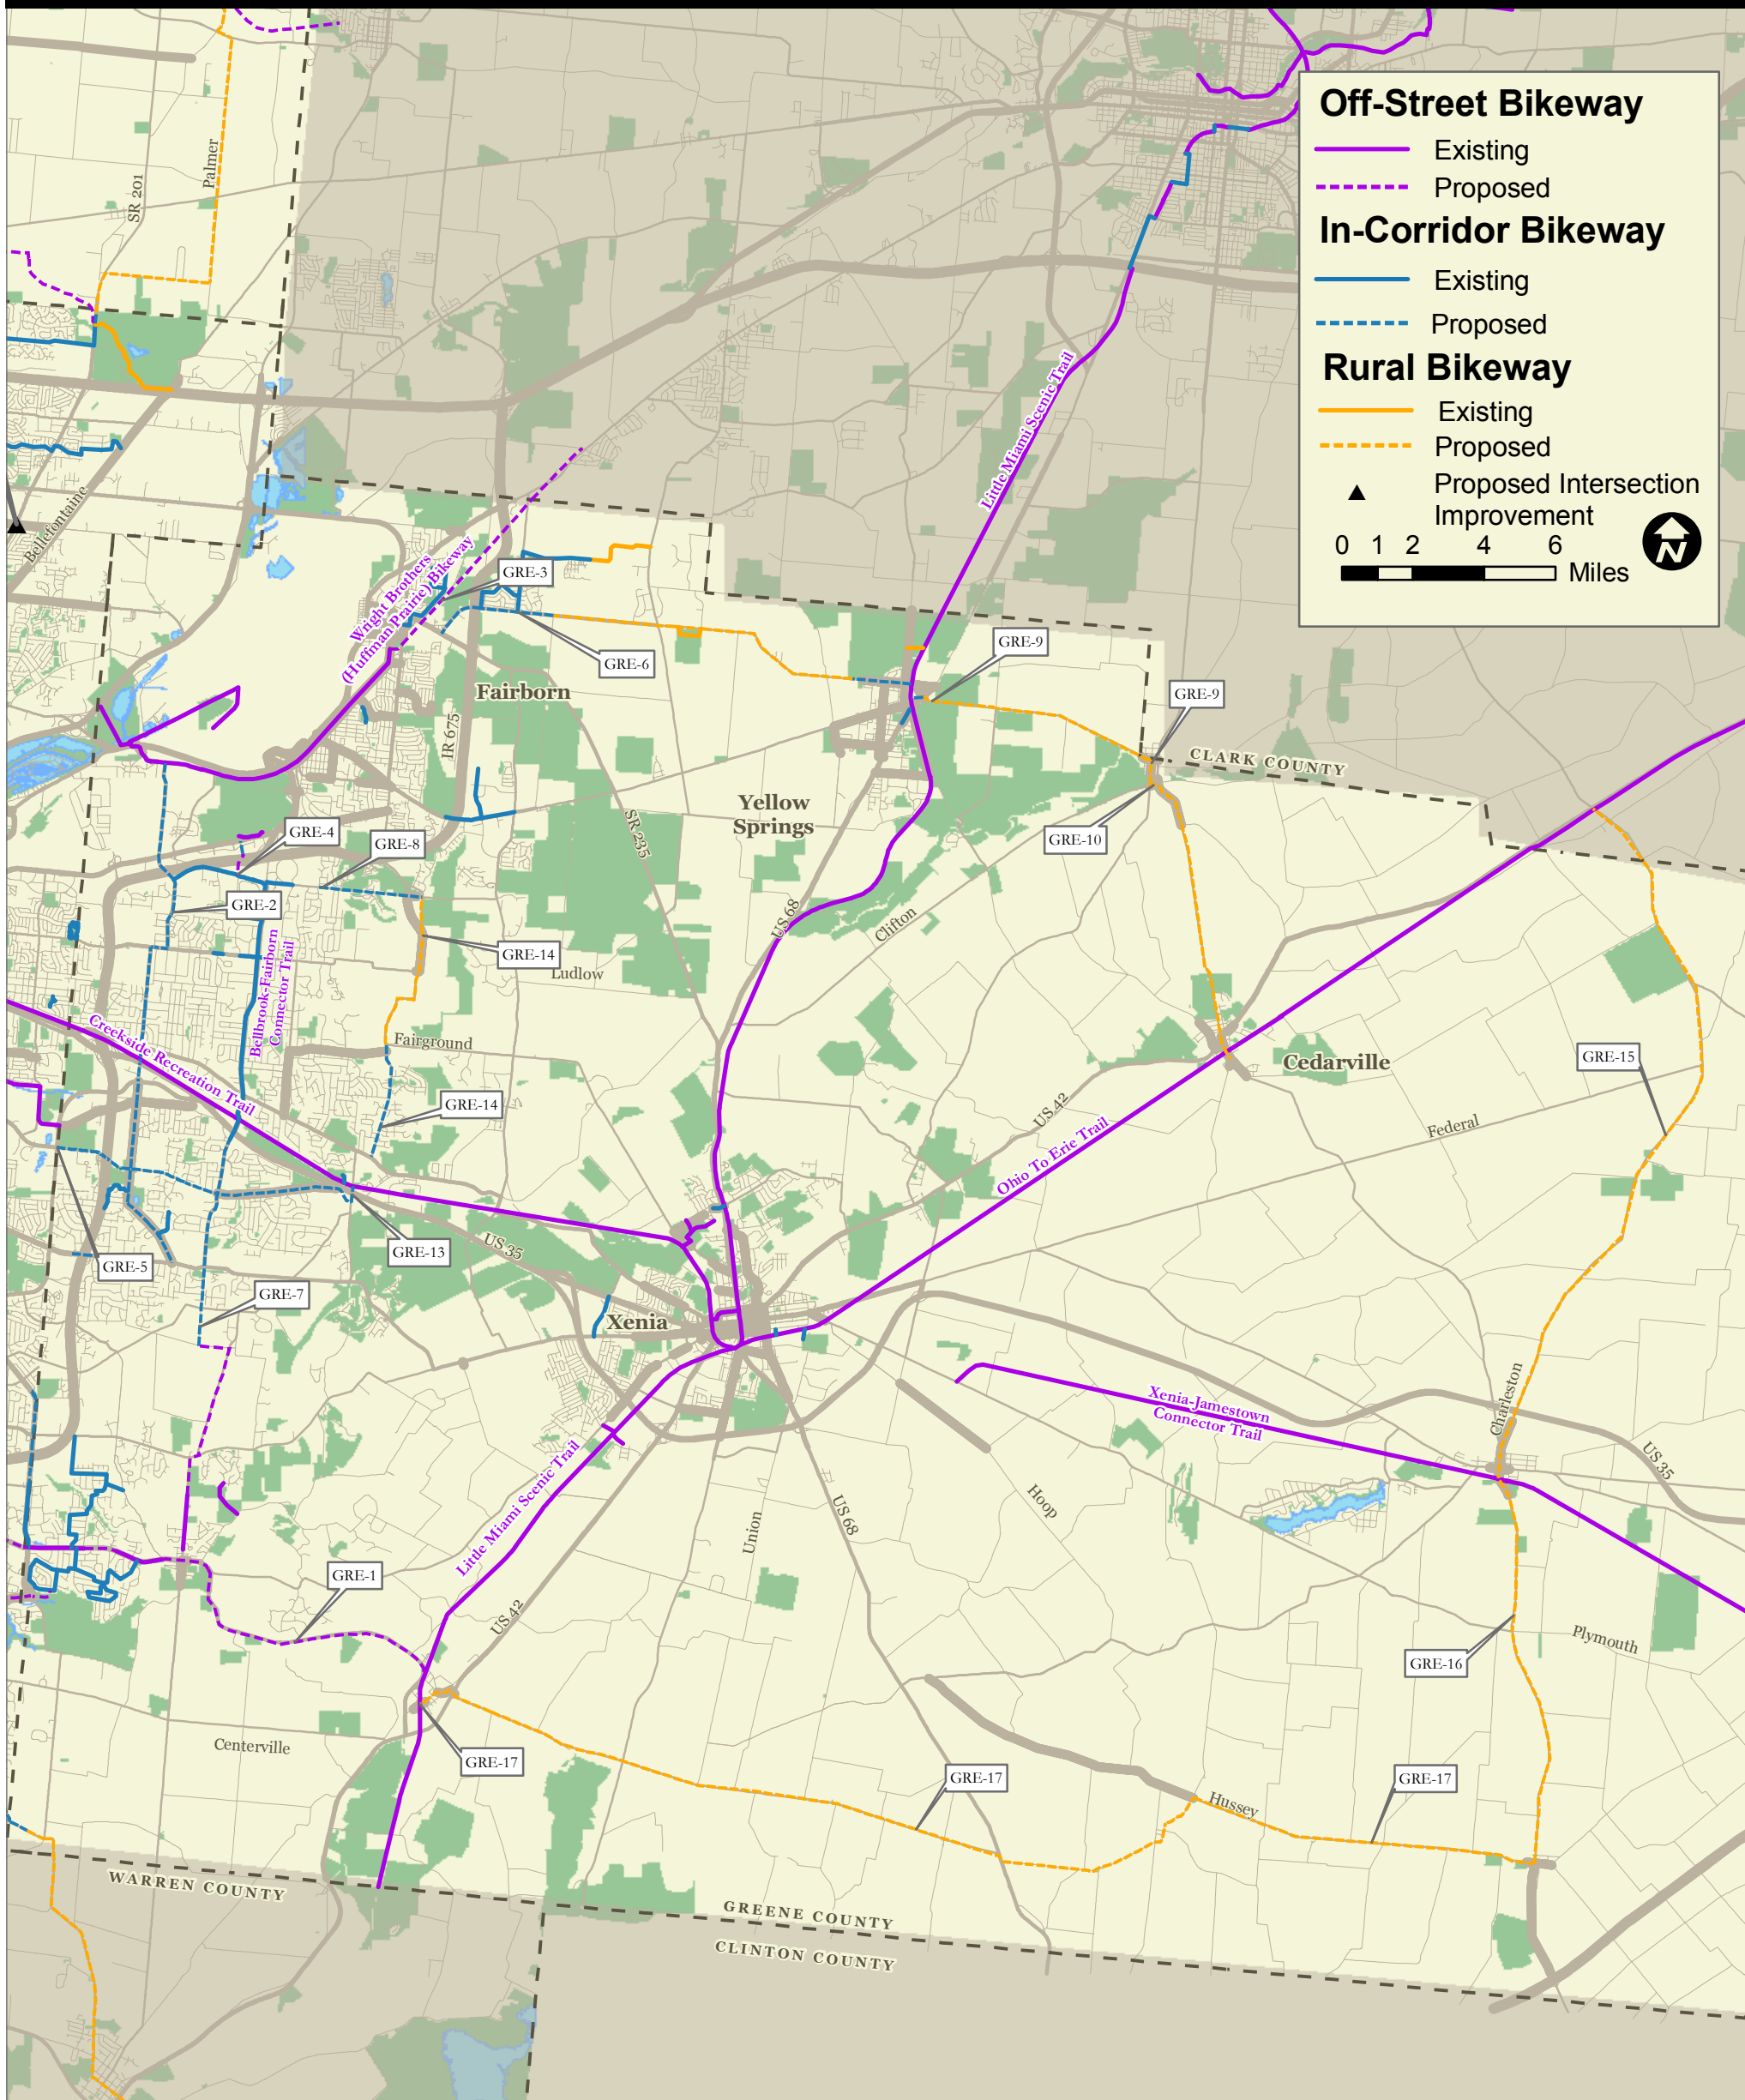 Off-Street Bikeway
Existing
Proposed
In-Corridor Bikeway
Existing
Proposed
Rural Bikeway
Existing
Proposed
Proposed Intersection
Improvement
0 1 2 4 6
Miles
N
SR 201
Palmer
Little Miami Scenic Trail
Bellefontaine
Wright Brothers
(Huffman Prairie) Bikeway
GRE-3
GRE-6
GRE-9
Fairborn
GRE-9
IR 675
CLARK COUNTY
Yellow
Springs
SR 235
GRE-4
GRE-8
GRE-10
GRE-2
US 68
Clifton
GRE-14
Ludlow
Bellbrook-Fairborn
Connector Trail
Creekside Recreation Trail
Fairground
Cedarville
GRE-15
GRE-14
US 42
Federal
Ohio To Erie Trail
GRE-13
US 35
GRE-5
GRE-7
Xenia
Xenia-Jamestown
Connector Trail
Charleston
US 35
Little Miami Scenic Trail
Hoop
US 68
Union
GRE-1
US 42
Plymouth
GRE-16
Centerville
GRE-17
GRE-17
GRE-17
Hussey
WARREN COUNTY
GREENE COUNTY
CLINTON COUNTY